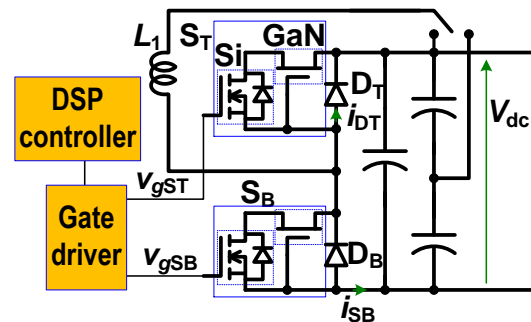 L1
ST
GaN
Si
DT
iDT
Vdc
DSP
controller
vgST
SB
Gate
driver
vgSB
DB
iSB